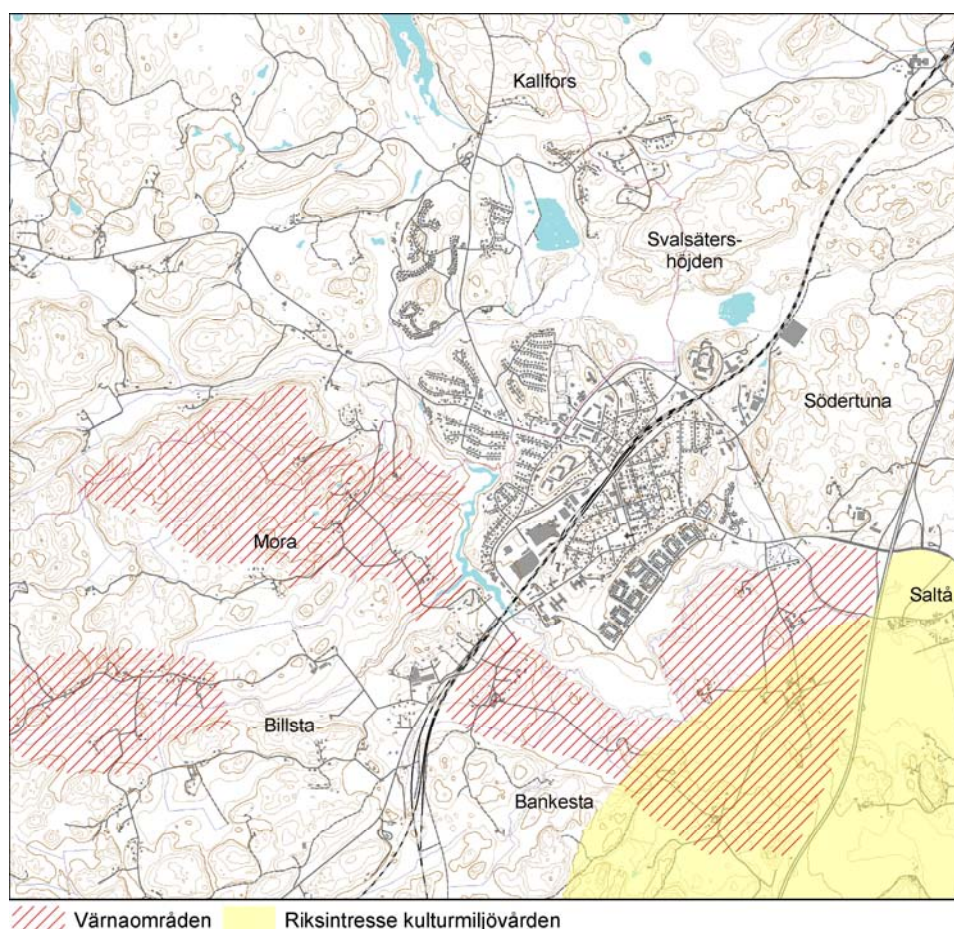 Kallfors
Svalsäters-
höjden
Södertuna
Mora
Saltå
Billsta
Bankesta
Värnaområden
Riksintresse kulturmiljövården